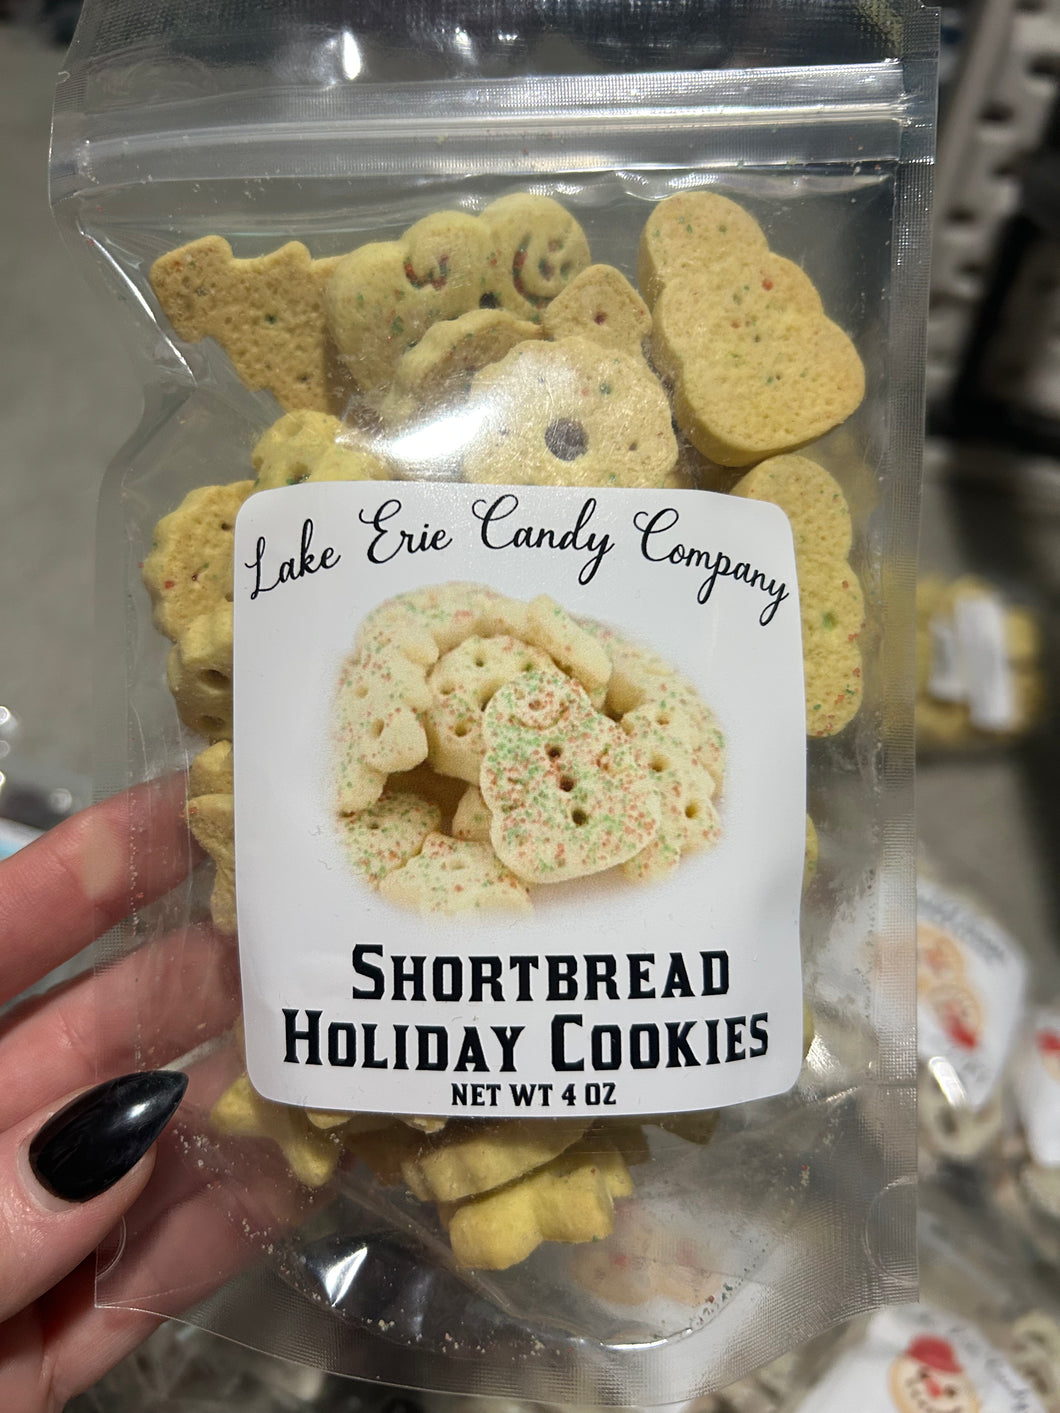 Lake Erie Candy Company
Shortbread
Holiday Cookies
NET WT 4 OZ